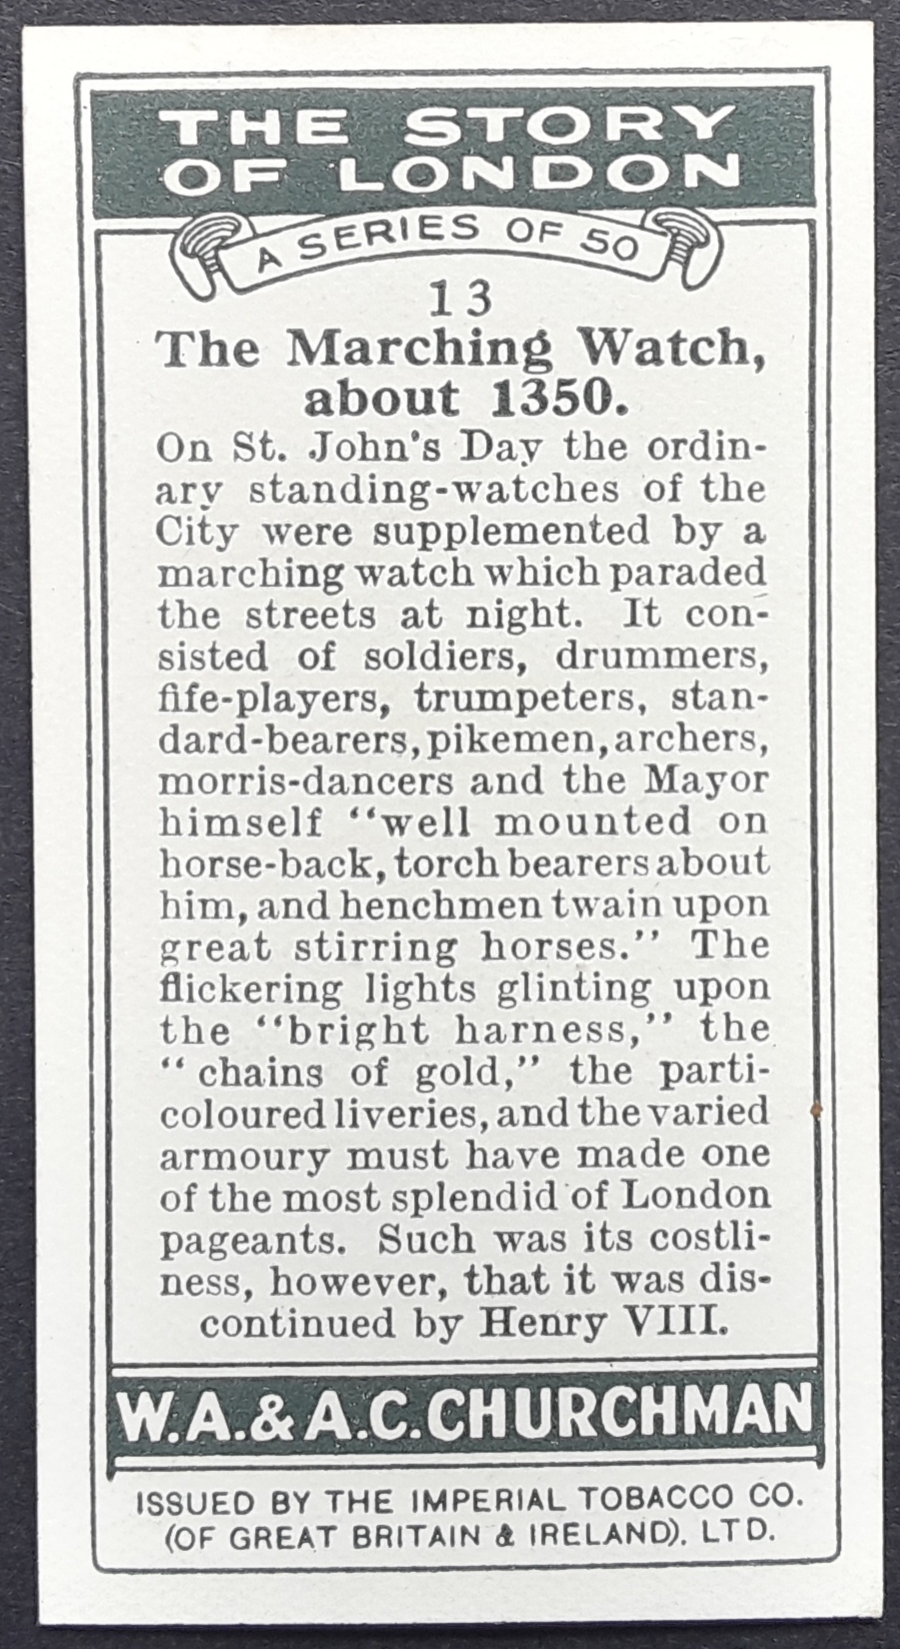 THE STORY
OF LONDON
A SERIES OF 50
13
The Marching Watch,
about 1350.
On St. John's Day the ordin-
ary standing-watches of the
City were supplemented by a
marching watch which paraded
the streets at night. It con-
sisted of soldiers, drummers,
fife-players, trumpeters, stan-
dard-bearers, pikemen, archers,
morris-dancers and the Mayor
himself “well mounted on
horse-back, torch bearers about
him, and henchmen twain upon
great stirring horses.” The
flickering lights glinting upon
the “bright harness,” the
“chains of gold,” the parti-
coloured liveries, and the varied
armoury must have made one
of the most splendid of London
pageants. Such was its costli-
ness, however, that it was dis-
continued by Henry VIII.
W.A.& A.C.CHURCHMAN
ISSUED BY THE IMPERIAL TOBACCO CO.
(OF GREAT BRITAIN & IRELAND). LTD.